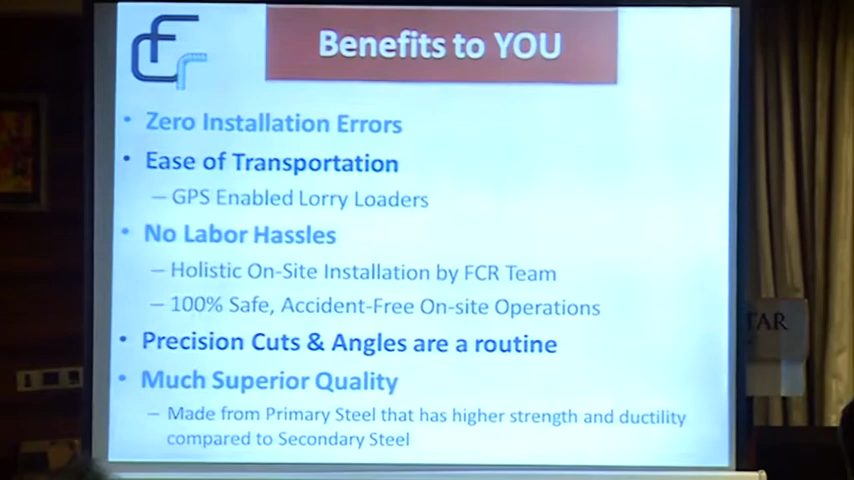 Benefits to YOU
• Zero Installation Errors
• Ease of Transportation
– GPS Enabled Lorry Loaders
• No Labor Hassles
– Holistic On-Site Installation by FCR Team
– 100% Safe, Accident-Free On-site Operations
• Precision Cuts & Angles are a routine
• Much Superior Quality
– Made from Primary Steel that has higher strength and ductility
compared to Secondary Steel
TAR